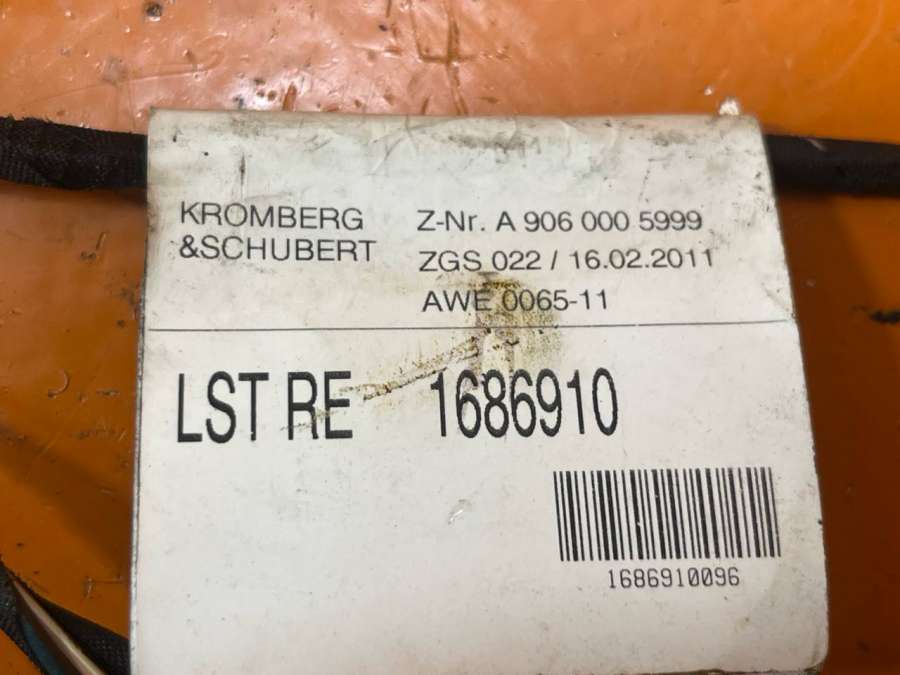 KROMBERG
&SCHUBERT
Z-Nr. A 906 000 5999
ZGS 022 / 16.02.2011
AWE 0065-11
LST RE 1686910
1686910096